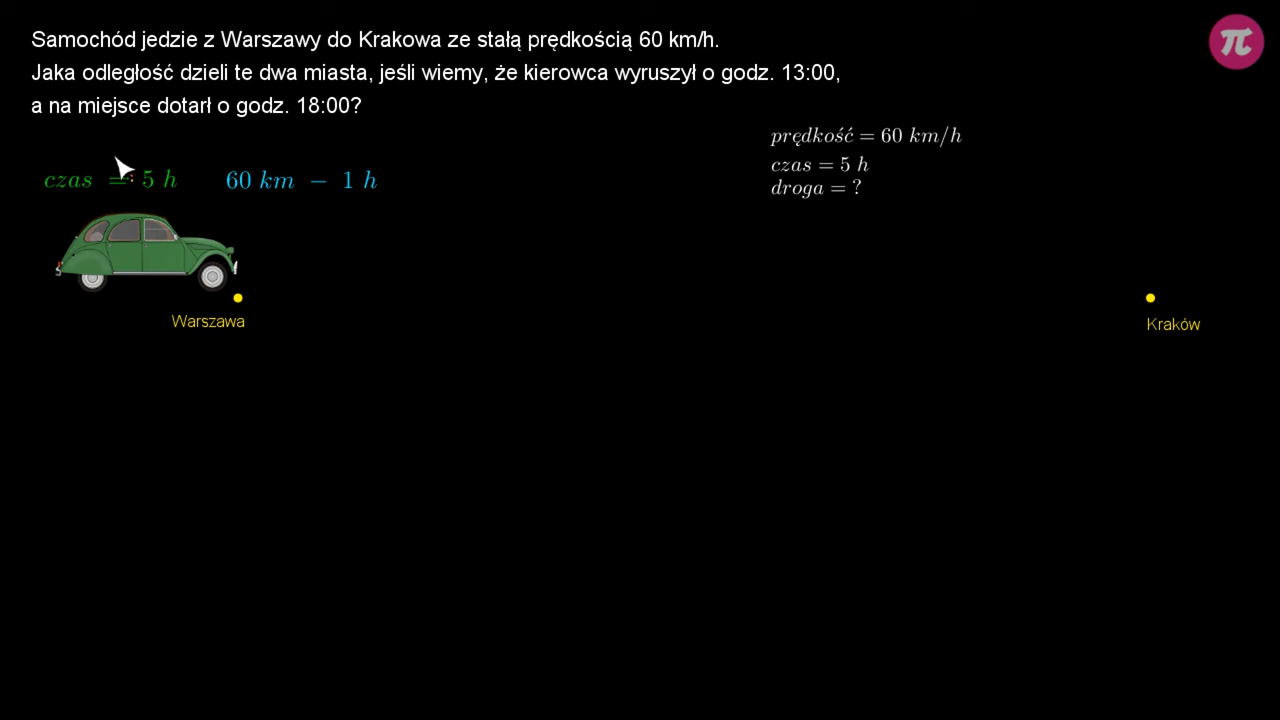 Samochód jedzie z Warszawy do Krakowa ze stałą prędkością 60 km/h.
Jaka odległość dzieli te dwa miasta, jeśli wiemy, że kierowca wyruszył o godz. 13:00,
a na miejsce dotarł o godz. 18:00?
prędkość = 60 km/h
czas = 5 h
droga = ?
czas = 5 h
60 km − 1 h
Warszawa
Kraków
π